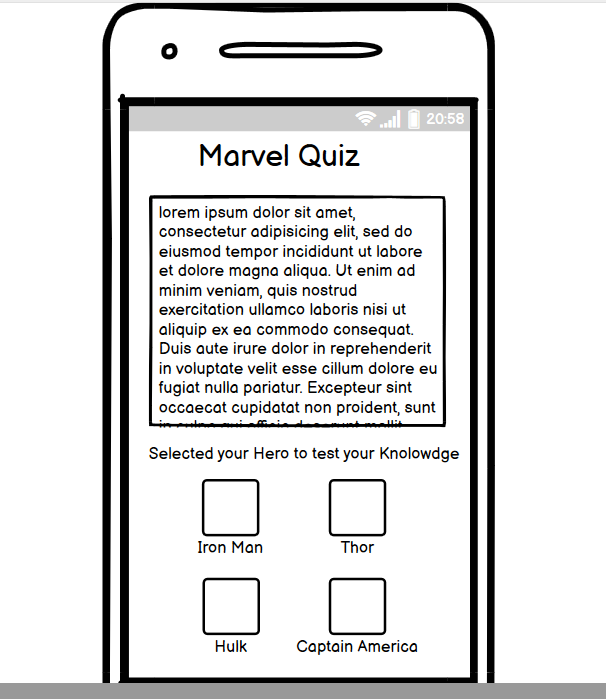 20:58
Marvel Quiz
lorem ipsum dolor sit amet,
consectetur adipisicing elit, sed do
eiusmod tempor incididunt ut labore
et dolore magna aliqua. Ut enim ad
minim veniam, quis nostrud
exercitation ullamco laboris nisi ut
aliquip ex ea commodo consequat.
Duis aute irure dolor in reprehenderit
in voluptate velit esse cillum dolore eu
fugiat nulla pariatur. Excepteur sint
occaecat cupidatat non proident, sunt
Selected your Hero to test your Knolowdge
Iron Man
Thor
Hulk
Captain America